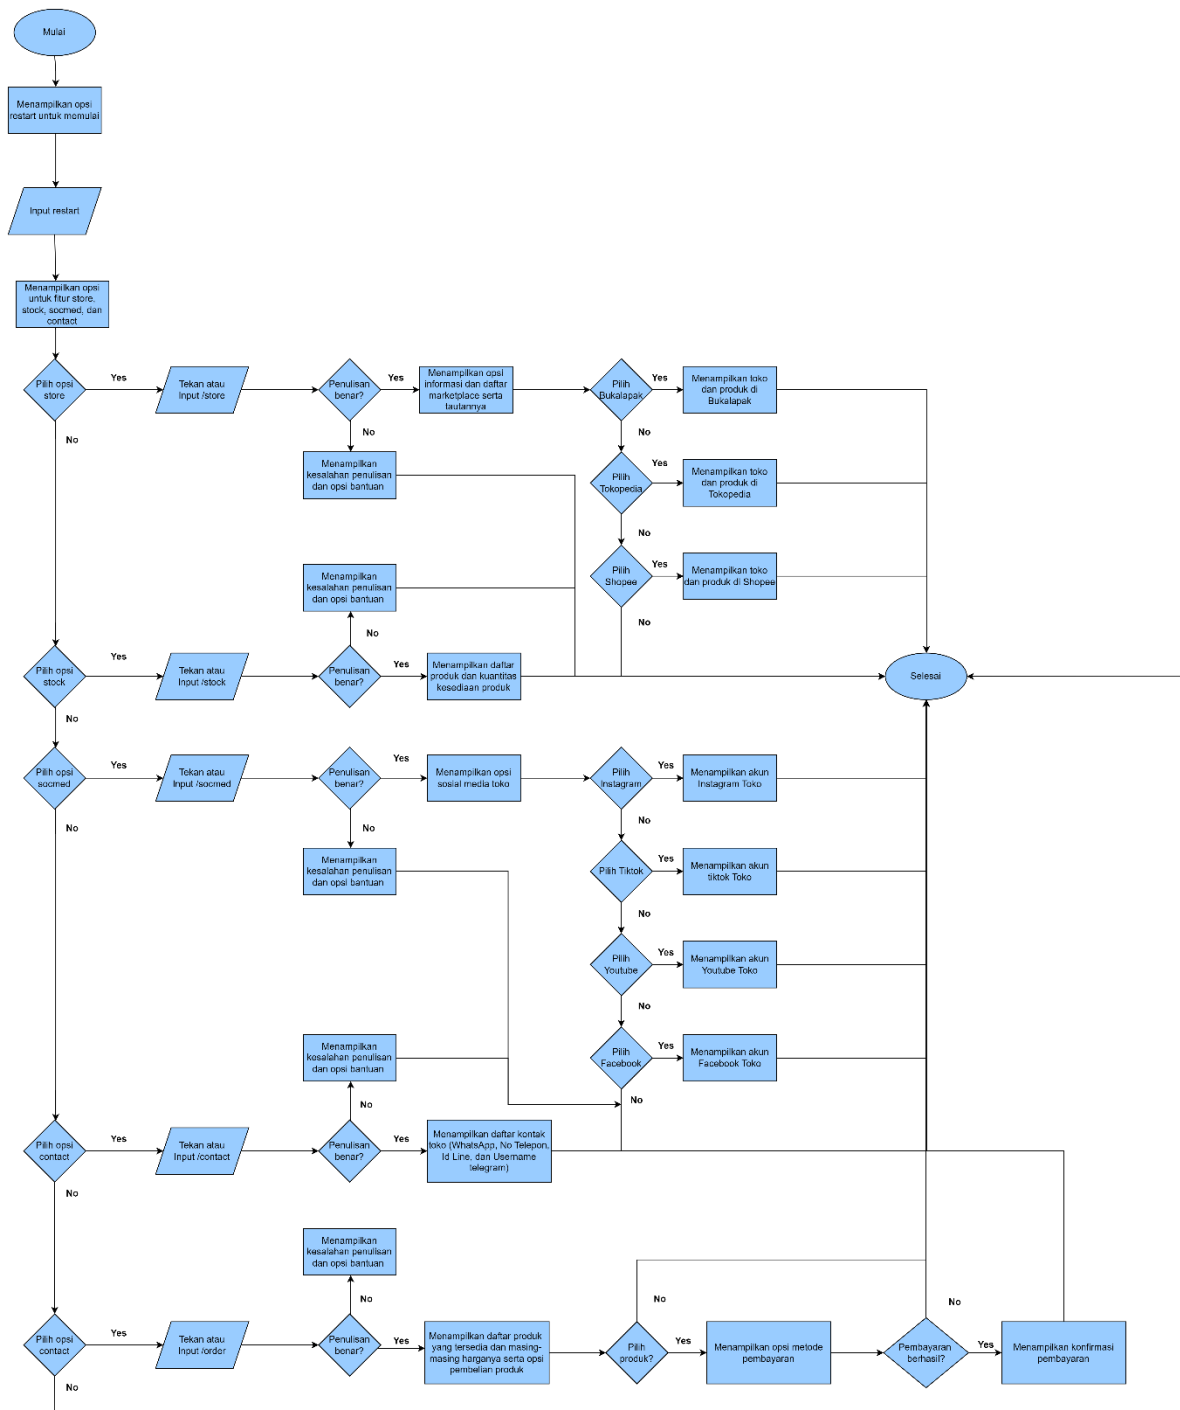 Mulai
Menampilkan opsi
restart untuk memulai
Input restart
Menampilkan opsi
untuk fitur store,
stock, socmed, dan
contact
Pilih opsi
store
Yes
Tekan atau
Input /store
Penulisan
benar?
Yes
Menampilkan opsi
informasi dan daftar
marketplace serta
tautannya
Pilih
Bukalapak
Yes
Menampilkan toko
dan produk di
Bukalapak
No
No
No
Menampilkan
kesalahan penulisan
dan opsi bantuan
Pilih
Tokopedia
Yes
Menampilkan toko
dan produk di
Tokopedia
No
Menampilkan
kesalahan penulisan
dan opsi bantuan
Pilih
Shopee
Yes
Menampilkan toko
dan produk di Shopee
No
No
Pilih opsi
stock
Yes
Tekan atau
Input /stock
Penulisan
benar?
Yes
Menampilkan daftar
produk dan kuantitas
kesediaan produk
Selesai
No
Pilih opsi
socmed
Yes
Tekan atau
Input /socmed
Penulisan
benar?
Yes
Menampilkan opsi
sosial media toko
Pilih
Instagram
Yes
Menampilkan akun
Instagram Toko
No
No
No
Menampilkan
kesalahan penulisan
dan opsi bantuan
Pilih Tiktok
Yes
Menampilkan akun
tiktok Toko
No
Pilih
Youtube
Yes
Menampilkan akun
Youtube Toko
No
Menampilkan
kesalahan penulisan
dan opsi bantuan
Pilih
Facebook
Yes
Menampilkan akun
Facebook Toko
No
No
Pilih opsi
contact
Yes
Tekan atau
Input /contact
Penulisan
benar?
Yes
Menampilkan daftar kontak
toko (WhatsApp, No Telepon,
Id Line, dan Username
telegram)
No
Menampilkan
kesalahan penulisan
dan opsi bantuan
No
No
No
Pilih opsi
contact
Yes
Tekan atau
Input /order
Penulisan
benar?
Yes
Menampilkan daftar produk
yang tersedia dan masing-
masing harganya serta opsi
pembelian produk
Pilih
produk?
Yes
Menampilkan opsi metode
pembayaran
Pembayaran
berhasil?
Yes
Menampilkan konfirmasi
pembayaran
No